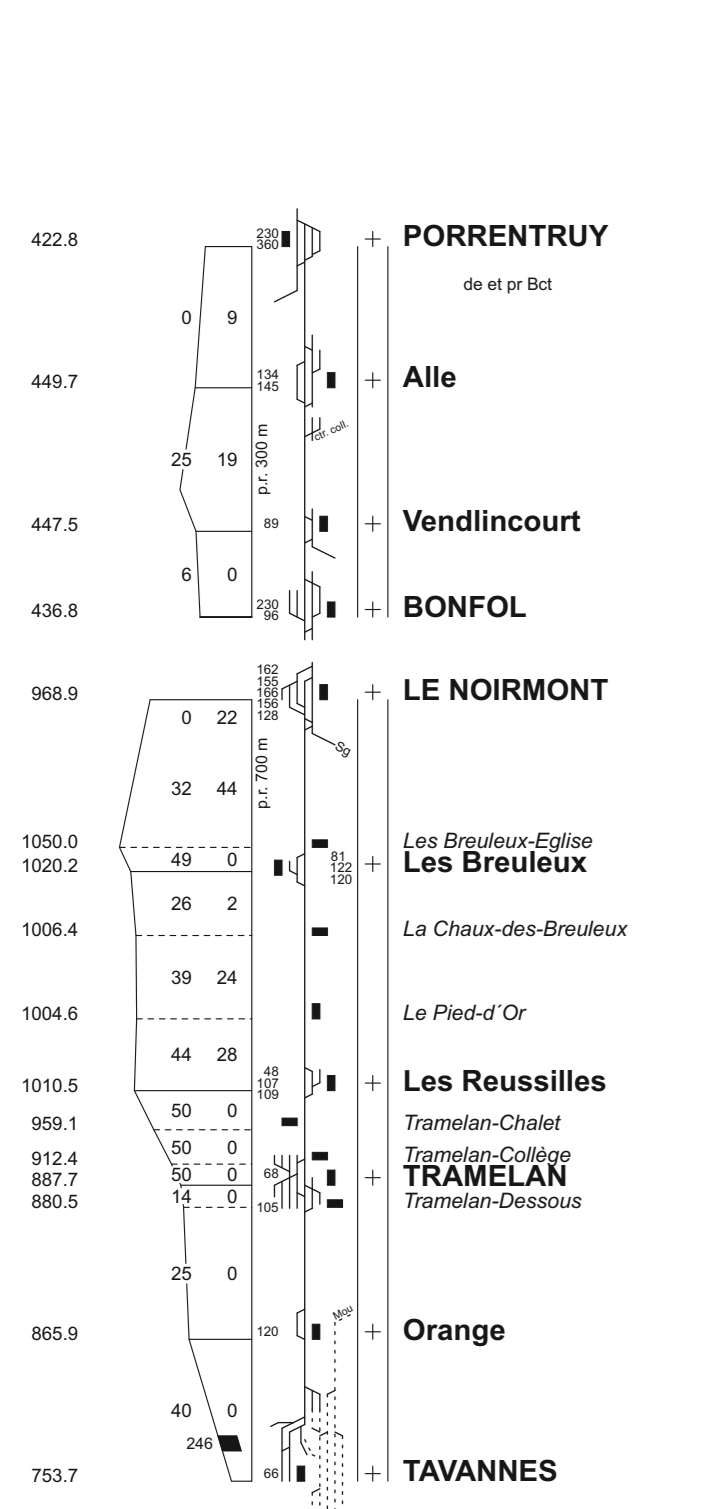 422.8 230 360 + PORRENTRUY
de et pr Bct
0 9
449.7 134 145 + Alle
ctr. coll.
25 19 p.r. 300 m
447.5 89 + Vendlincourt
6 0
436.8 230 96 + BONFOL
968.9 162 155 166 156 128 + LE NOIRMONT
0 22
Sg
p.r. 700 m
32 44
1050.0 Les Breuleux-Eglise
1020.2 49 0 81 122 120 + Les Breuleux
26 2
1006.4 La Chaux-des-Breuleux
39 24
1004.6 Le Pied-d´Or
44 28
1010.5 48 107 109 + Les Reussilles
50 0
959.1 Tramelan-Chalet
50 0
912.4 Tramelan-Collège
887.7 50 0 68 + TRAMELAN
880.5 14 0 105 Tramelan-Dessous
25 0
Mou
865.9 120 + Orange
40 0
246
753.7 66 + TAVANNES